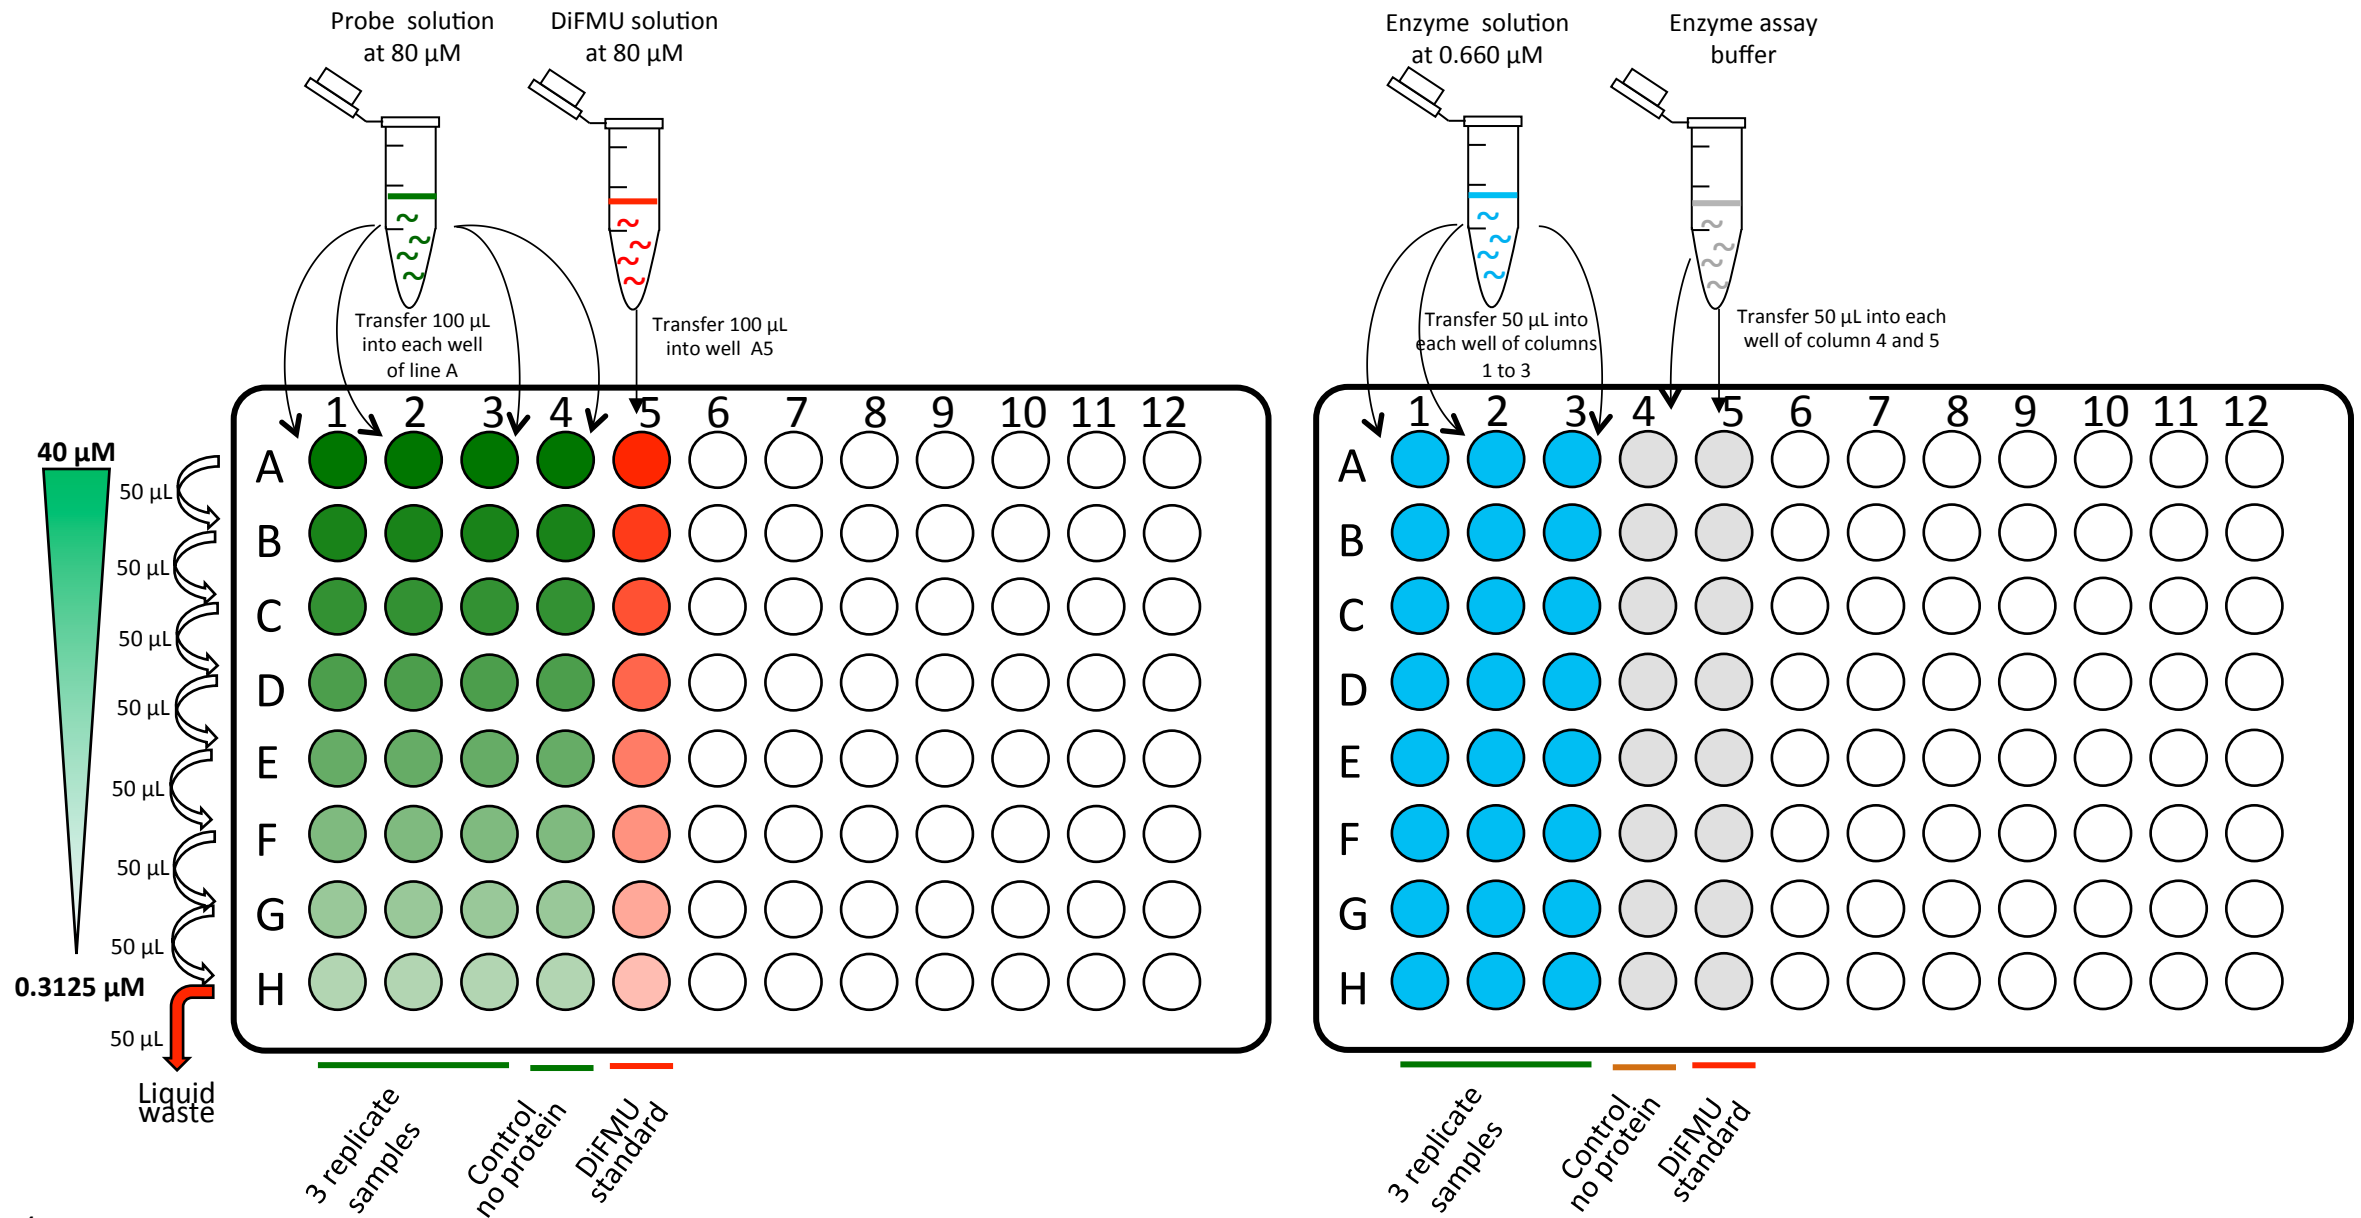 Probe solution
at 80 µM
DiFMU solution
at 80 µM
Transfer 100 µL
into each well
of line A
Transfer 100 µL
into well A5
1 2 3 4 5 6 7 8 9 10 11 12
40 µM
A
50 µL
B
50 µL
C
50 µL
D
50 µL
E
50 µL
F
50 µL
G
50 µL
H
0.3125 µM
50 µL
Liquid
waste
3 replicate
samples
Control
no protein
DiFMU
standard
Enzyme solution
at 0.660 µM
Enzyme assay
buffer
Transfer 50 µL into
each well of columns
1 to 3
Transfer 50 µL into each
well of column 4 and 5
1 2 3 4 5 6 7 8 9 10 11 12
A
B
C
D
E
F
G
H
3 replicate
samples
Control
no protein
DiFMU
standard